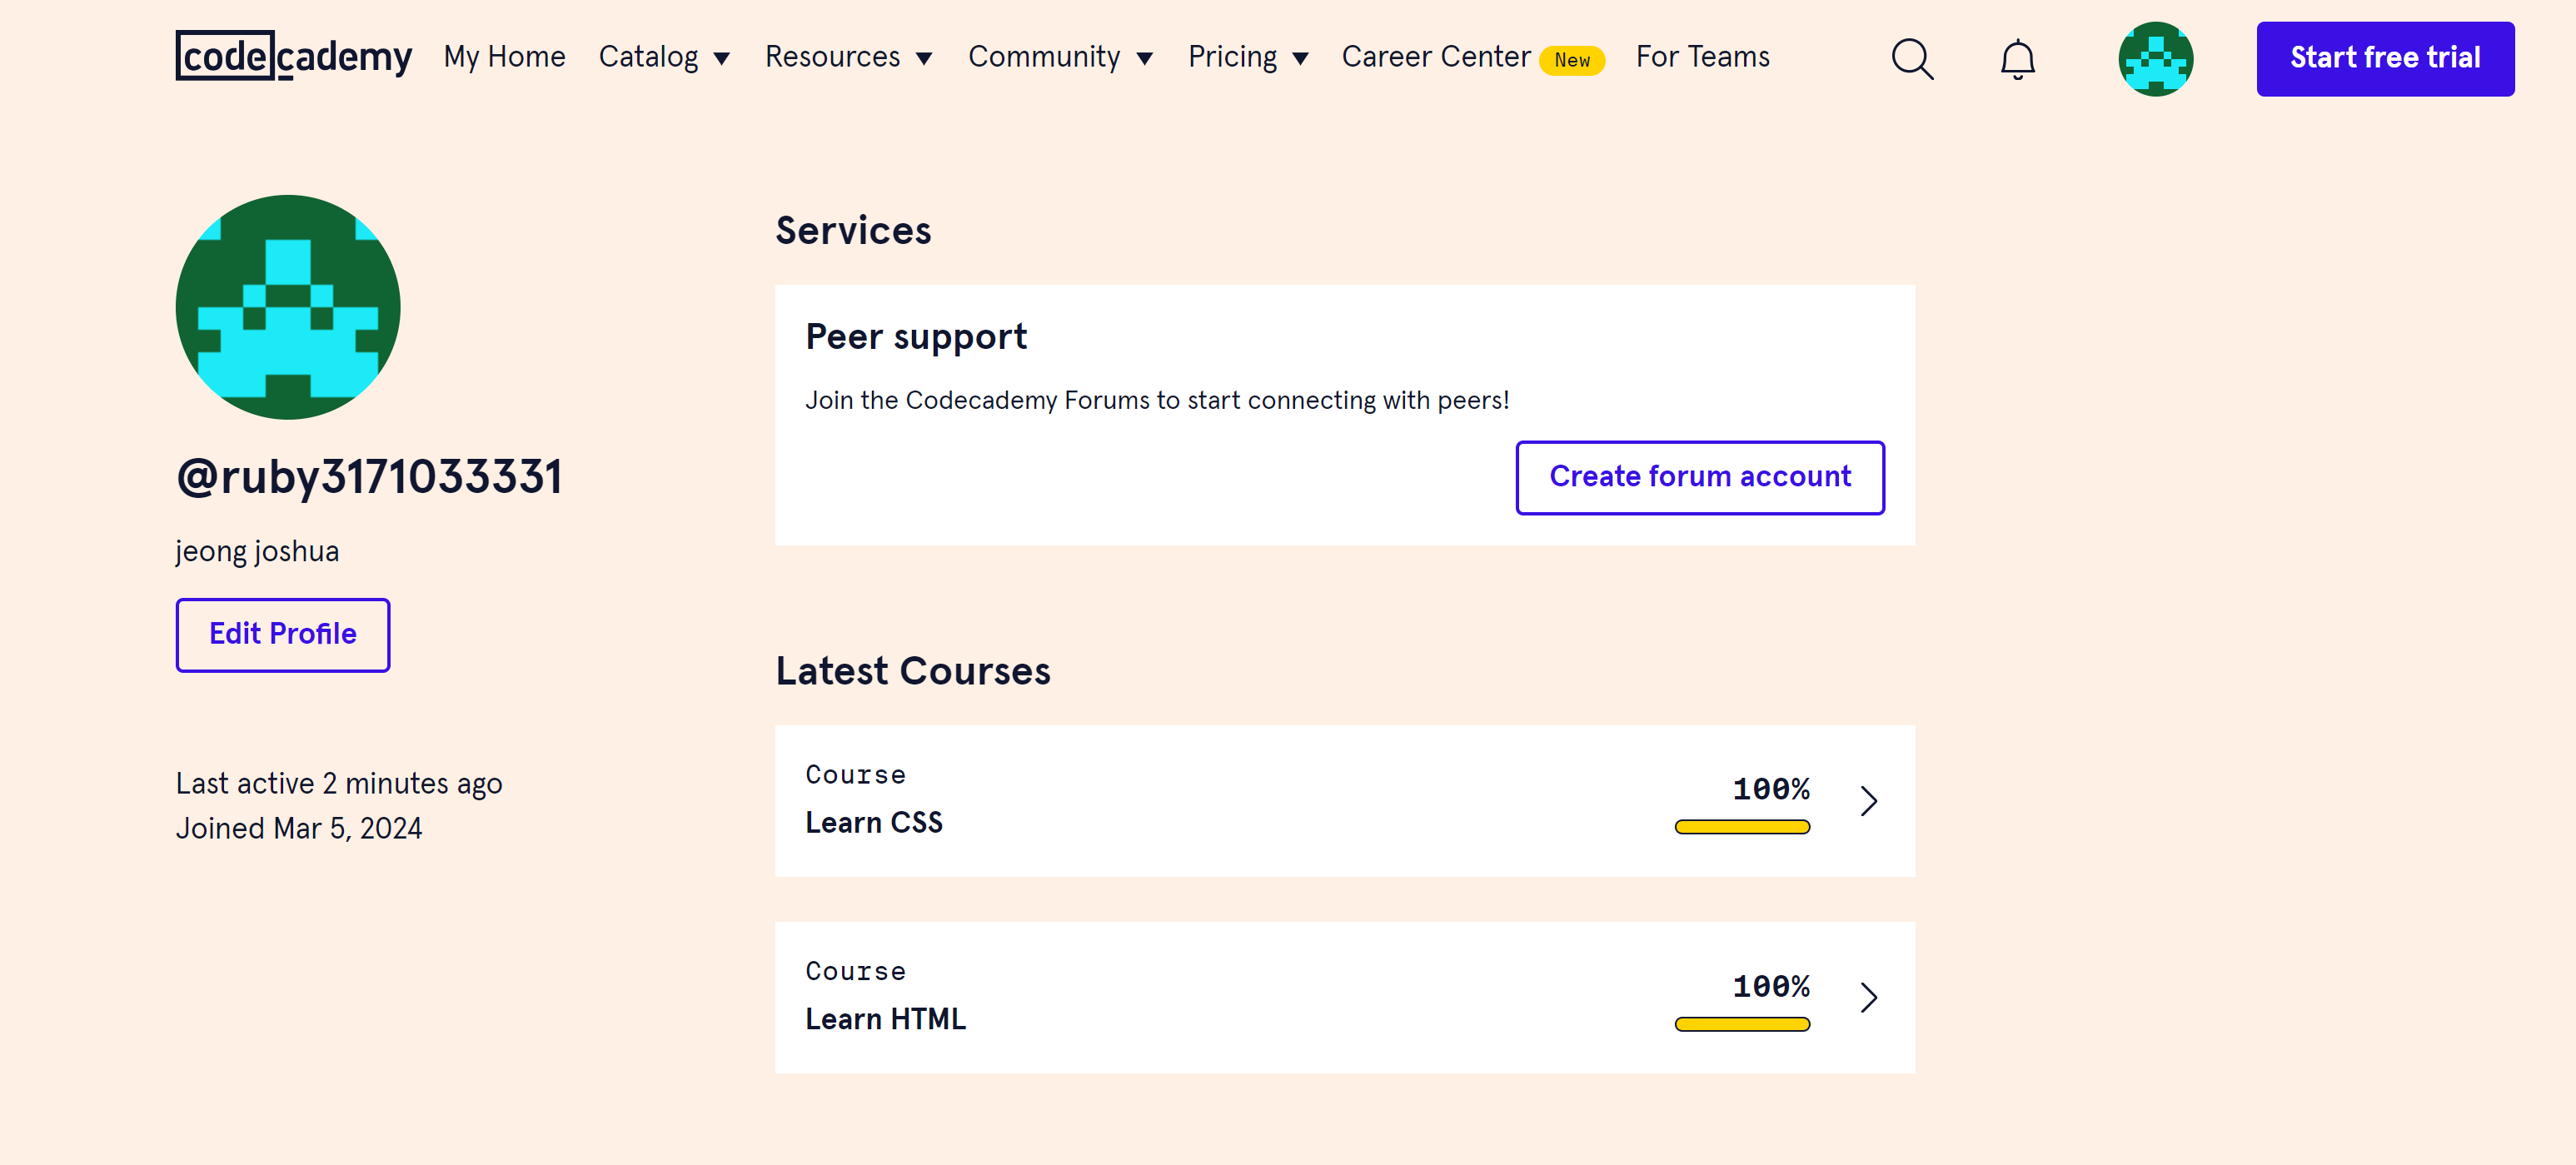 codecademy My Home Catalog Resources Community Pricing Career Center New For Teams Start free trial
@ruby3171033331
jeong joshua
Edit Profile
Last active 2 minutes ago
Joined Mar 5, 2024
Services
Peer support
Join the Codecademy Forums to start connecting with peers!
Create forum account
Latest Courses
Course
Learn CSS
100%
Course
Learn HTML
100%